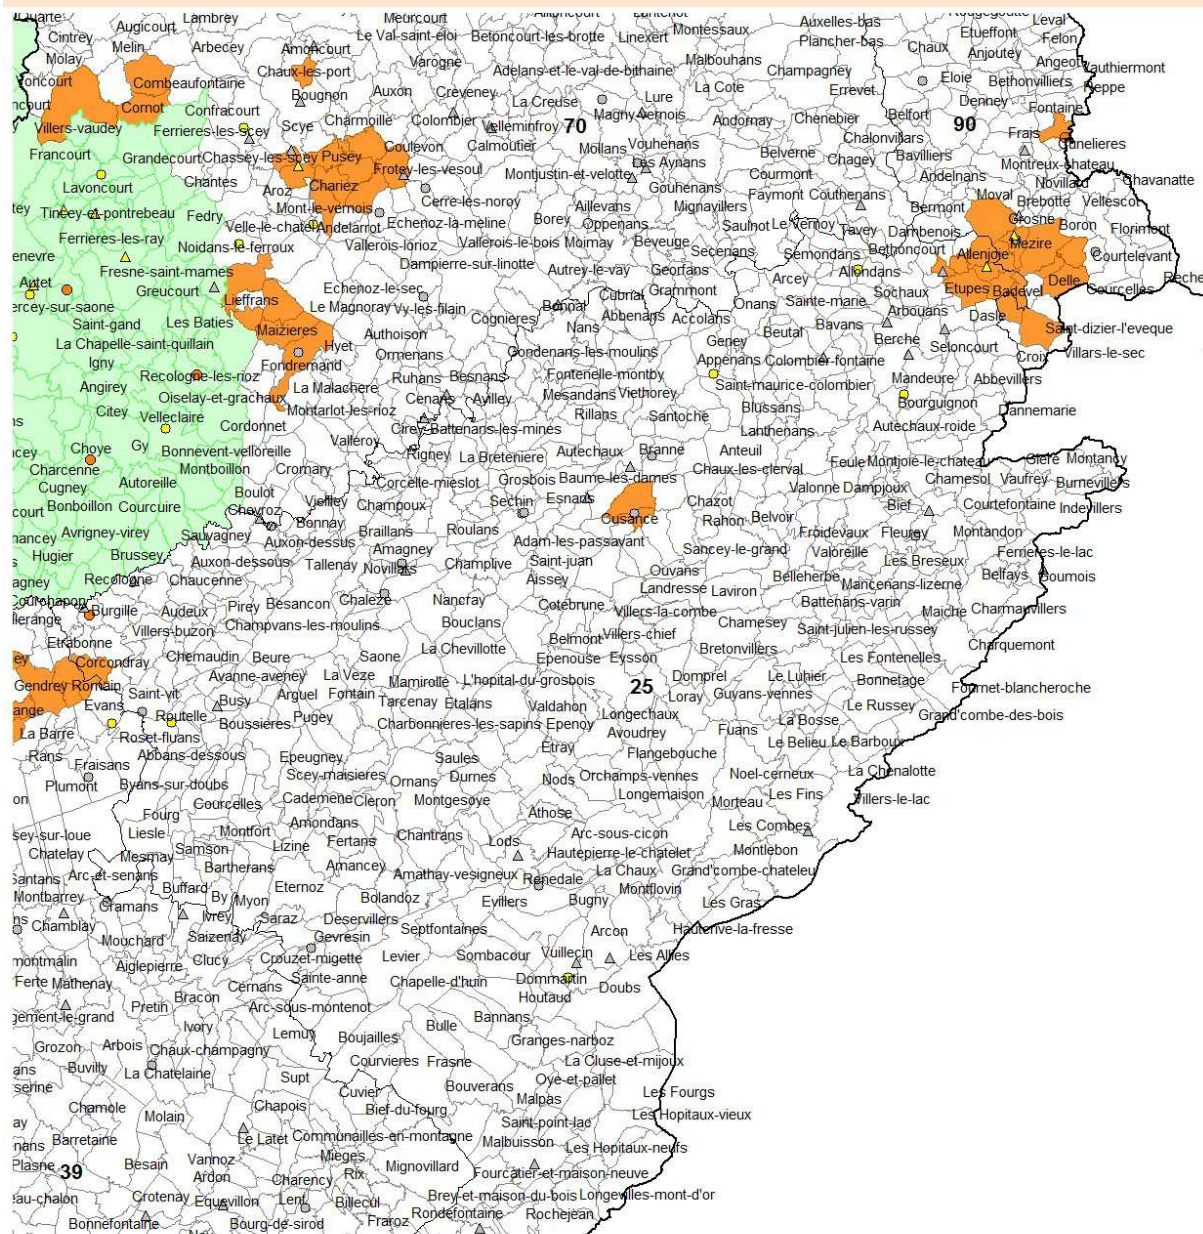 Cintrey
Augicourt
Lambrey
Meurcourt
Le Val-saint-eloi
Betoncourt-les-brotte
Linexert
Montessaux
Auxelles-bas
Plancher-bas
Etueffont
Leval
Felon
Molay
Melin
Arbecey
Amoncourt
Varogne
Malbouhans
Chaux
Anjoutey
Angeot
Combeaufontaine
Chaux-les-port
Adelans-et-le-val-de-bithaine
Champagney
Eloie
Bethonvilliers
Cornot
Bougnon
Auxon
Creveney
La Creuse
Lure
La Cote
Errevet
Denney
Fontaine
Confracourt
Charmoille
Colombier
Velleminfroy
70
Magny-vernois
Andornay
Chenebier
Belfort
90
Frais
Villers-vaudey
Ferrieres-les-scey
Scye
Coulevon
Calmoutier
Mollans
Vouhenans
Chalonvillars
Cunelieres
Francourt
Grandecourt
Chassey-les-scey
Pusey
Frotey-les-vesoul
Les Aynans
Belverne
Chagey
Bavilliers
Montreux-chateau
Lavoncourt
Chantes
Aroz
Chariez
Montjustin-et-velotte
Gouhenans
Courmont
Andelnans
Novillard
Chavanatte
Mont-le-vernois
Cerre-les-noroy
Aillevans
Mignavillers
Faymont
Couthenans
Bermont
Moval
Brebotte
Vellescot
Tincey-et-pontrebeau
Fedry
Velle-le-chatel
Andelarrot
Echenoz-la-meline
Borey
Oppenans
Saulnot
Le Vernoy
Tavey
Dambenois
Grosne
Boron
Florimont
Ferrieres-les-ray
Noidans-le-ferroux
Vallerois-lorioz
Vallerois-le-bois
Moimay
Beveuge
Secenans
Semondans
Bethoncourt
Allenjoie
Mezire
Courtelevant
Fresne-saint-mames
Dampierre-sur-linotte
Autrey-le-vay
Georfans
Arcey
Allondans
Autet
Greucourt
Lieffrans
Echenoz-le-sec
Grammont
Etupes
Badevel
Delle
Courcelles
Saint-gand
Les Baties
Le Magnoray
Vy-les-filain
Bonnal
Cubrial
Onans
Sainte-marie
Sochaux
Maizieres
Authoison
Cognieres
Abbenans
Accolans
Arbouans
Dasle
La Chapelle-saint-quillain
Hyet
Nans
Beutal
Bavans
Saint-dizier-l'eveque
Igny
Fondremand
Ormenans
Gondenans-les-moulins
Geney
Berche
Seloncourt
Croix
Villars-le-sec
Angirey
Recologne-les-rioz
Ruhans
Besnans
Fontenelle-montby
Appenans
Colombier-fontaine
Mandeure
Abbevillers
Oiselay-et-grachaux
La Malachere
Cenans
Avilley
Mesandans
Viethorey
Saint-maurice-colombier
Bourguignon
Citey
Velleclaire
Cordonnet
Montarlot-les-rioz
Rillans
Santoche
Blussans
Autechaux-roide
Choye
Gy
Valleroy
Cirey
Battenans-les-mines
Lanthenans
Charcenne
Bonnevent-velloreille
Rigney
La Breteniere
Autechaux
Branne
Anteuil
Feule
Montjoie-le-chateau
Glere
Montancy
Cugney
Autoreille
Montboillon
Cromary
Corcelle-mieslot
Grosbois
Baume-les-dames
Chaux-les-clerval
Chamesol
Vaufrey
Burnevillers
Bonboillon
Courcuire
Boulot
Vieilley
Champoux
Sechin
Esnans
Cusance
Chazot
Valonne
Dampjoux
Bief
Courtefontaine
Indevillers
Avrigney-virey
Sauvagney
Chevroz
Bonnay
Braillans
Roulans
Rahon
Belvoir
Froidevaux
Fleurey
Montandon
Hugier
Brussey
Auxon-dessus
Amagney
Adam-les-passavant
Sancey-le-grand
Valoreille
Ferrieres-le-lac
Auxon-dessous
Tallenay
Novillars
Champlive
Saint-juan
Ouvans
Les Breseux
Goumois
Recologne
Chaucenne
Aissey
Landresse
Laviron
Belleherbe
Mancenans-lizerne
Belfays
Burgille
Audeux
Pirey
Besancon
Chaleze
Nancray
Cotebrune
Villers-la-combe
Battenans-varin
Maiche
Charmauvillers
Etrabonne
Villers-buzon
Champvans-les-moulins
Bouclans
Chamesey
Saint-julien-les-russey
Corcondray
Chemaudin
Beure
Saone
La Chevillotte
Belmont
Villers-chief
Bretonvillers
Charquemont
Gendrey
Romain
Avanne-aveney
La Veze
Mamirolle
L'hopital-du-grosbois
Epenouse
Eysson
Domprel
Le Luhier
Les Fontenelles
Bonnetage
Evans
Saint-vit
Busy
Arguel
Fontain
Tarcenay
Etalans
Valdahon
25
Loray
Guyans-vennes
Fournet-blancheroche
La Barre
Routelle
Boussieres
Pugey
Charbonnieres-les-sapins
Epenoy
Longechaux
Fuans
La Bosse
Le Russey
Grand'combe-des-bois
Roset-fluans
Avoudrey
Rans
Abbans-dessous
Epeugney
Saules
Etray
Flangebouche
Le Belieu
Le Barboux
Fraisans
Plumont
Byans-sur-doubs
Scey-maisieres
Ornans
Durnes
Nods
Orchamps-vennes
Noel-cerneux
La Chenalotte
Fourg
Courcelles
Cademene
Cleron
Montgesoye
Longemaison
Morteau
Les Fins
Villers-le-lac
Liesle
Montfort
Amondans
Athose
Les Combes
Chatelay
Mesmay
Samson
Lizine
Fertans
Chantrans
Lods
Arc-sous-cicon
Montlebon
Arc-et-senans
Bartherans
Amancey
Hautepierre-le-chatelet
Montbarrey
Buffard
By
Myon
Eternoz
Amathay-vesigneux
Renedale
La Chaux
Grand'combe-chateleu
Cramans
Bolandoz
Evillers
Bugny
Montflovin
Les Gras
Chamblay
Ivrey
Saraz
Deservillers
Septfontaines
Arcon
Hauterive-la-fresse
Mouchard
Saizenay
Gevresin
Aiglepierre
Clucy
Crouzet-migette
Levier
Sombacour
Vuillecin
Les Allies
Mathenay
Cernans
Sainte-anne
Chapelle-d'huin
Dommartin
Doubs
Pretin
Bracon
Arc-sous-montenot
Houtaud
Ivory
Lemuy
Bulle
Bannans
Grozon
Arbois
Chaux-champagny
Boujailles
Granges-narboz
Buvilly
La Chatelaine
Courvieres
Frasne
La Cluse-et-mijoux
Supt
Bouverans
Oye-et-pallet
Chamole
Molain
Chapois
Cuvier
Malpas
Les Fourgs
Bief-du-fourg
Saint-point-lac
Les Hopitaux-vieux
Barretaine
Le Latet
Communailles-en-montagne
Malbuisson
Les Hopitaux-neufs
Plasne
39
Besain
Vannoz
Mieges
Mignovillard
Ardon
Charency
Rix
Fourcatier-et-maison-neuve
Crotenay
Equevillon
Lent
Billecul
Brey-et-maison-du-bois
Longevilles-mont-d'or
Bonnefontaine
Bourg-de-sirod
Fraroz
Rondefontaine
Rochejean